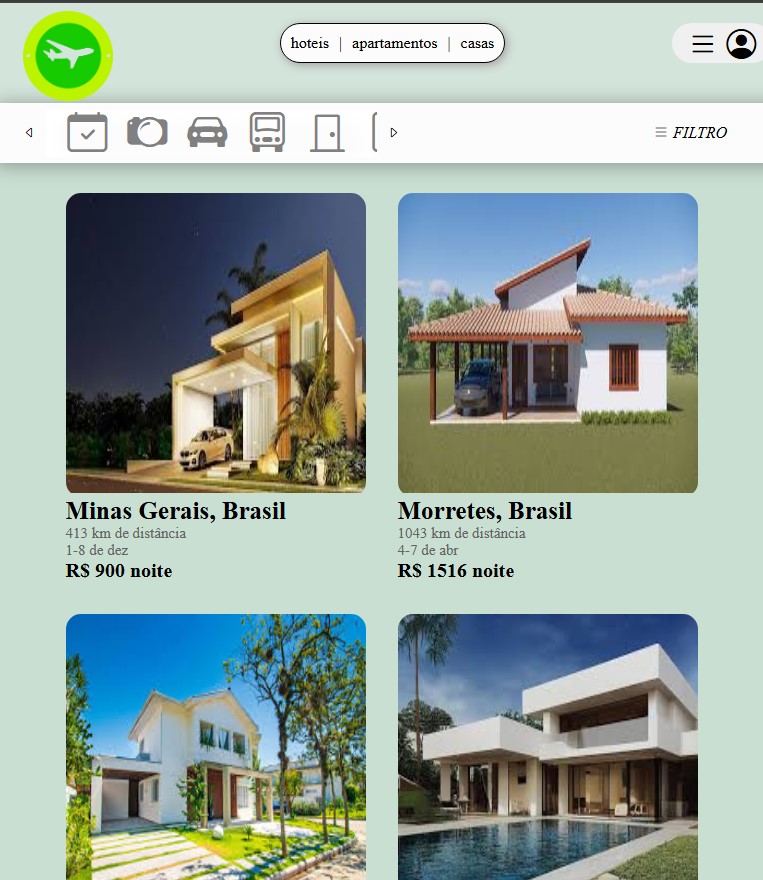 hoteis | apartamentos | casas
FILTRO
Minas Gerais, Brasil
413 km de distância
1-8 de dez
R$ 900 noite
Morretes, Brasil
1043 km de distância
4-7 de abr
R$ 1516 noite